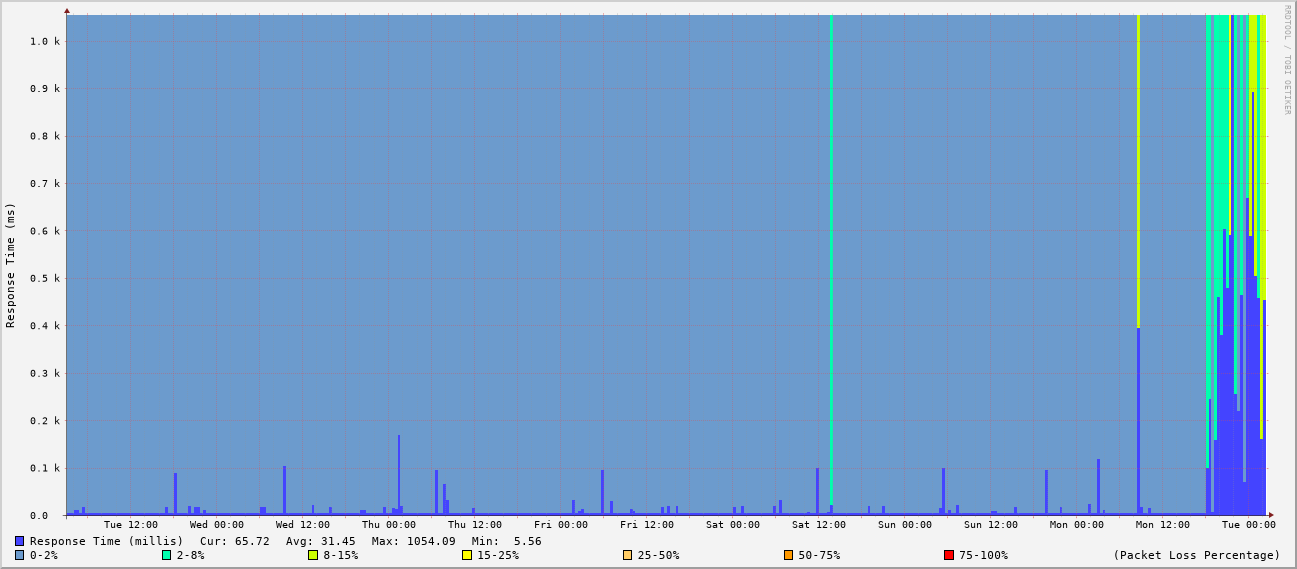 RRDTOOL / TOBI OETIKER
Response Time (ms)
1.0 k
0.9 k
0.8 k
0.7 k
0.6 k
0.5 k
0.4 k
0.3 k
0.2 k
0.1 k
0.0
Tue 12:00 Wed 00:00 Wed 12:00 Thu 00:00 Thu 12:00 Fri 00:00 Fri 12:00 Sat 00:00 Sat 12:00 Sun 00:00 Sun 12:00 Mon 00:00 Mon 12:00 Tue 00:00
Response Time (millis) Cur: 65.72 Avg: 31.45 Max: 1054.09 Min: 5.56
0-2% 2-8% 8-15% 15-25% 25-50% 50-75% 75-100% (Packet Loss Percentage)